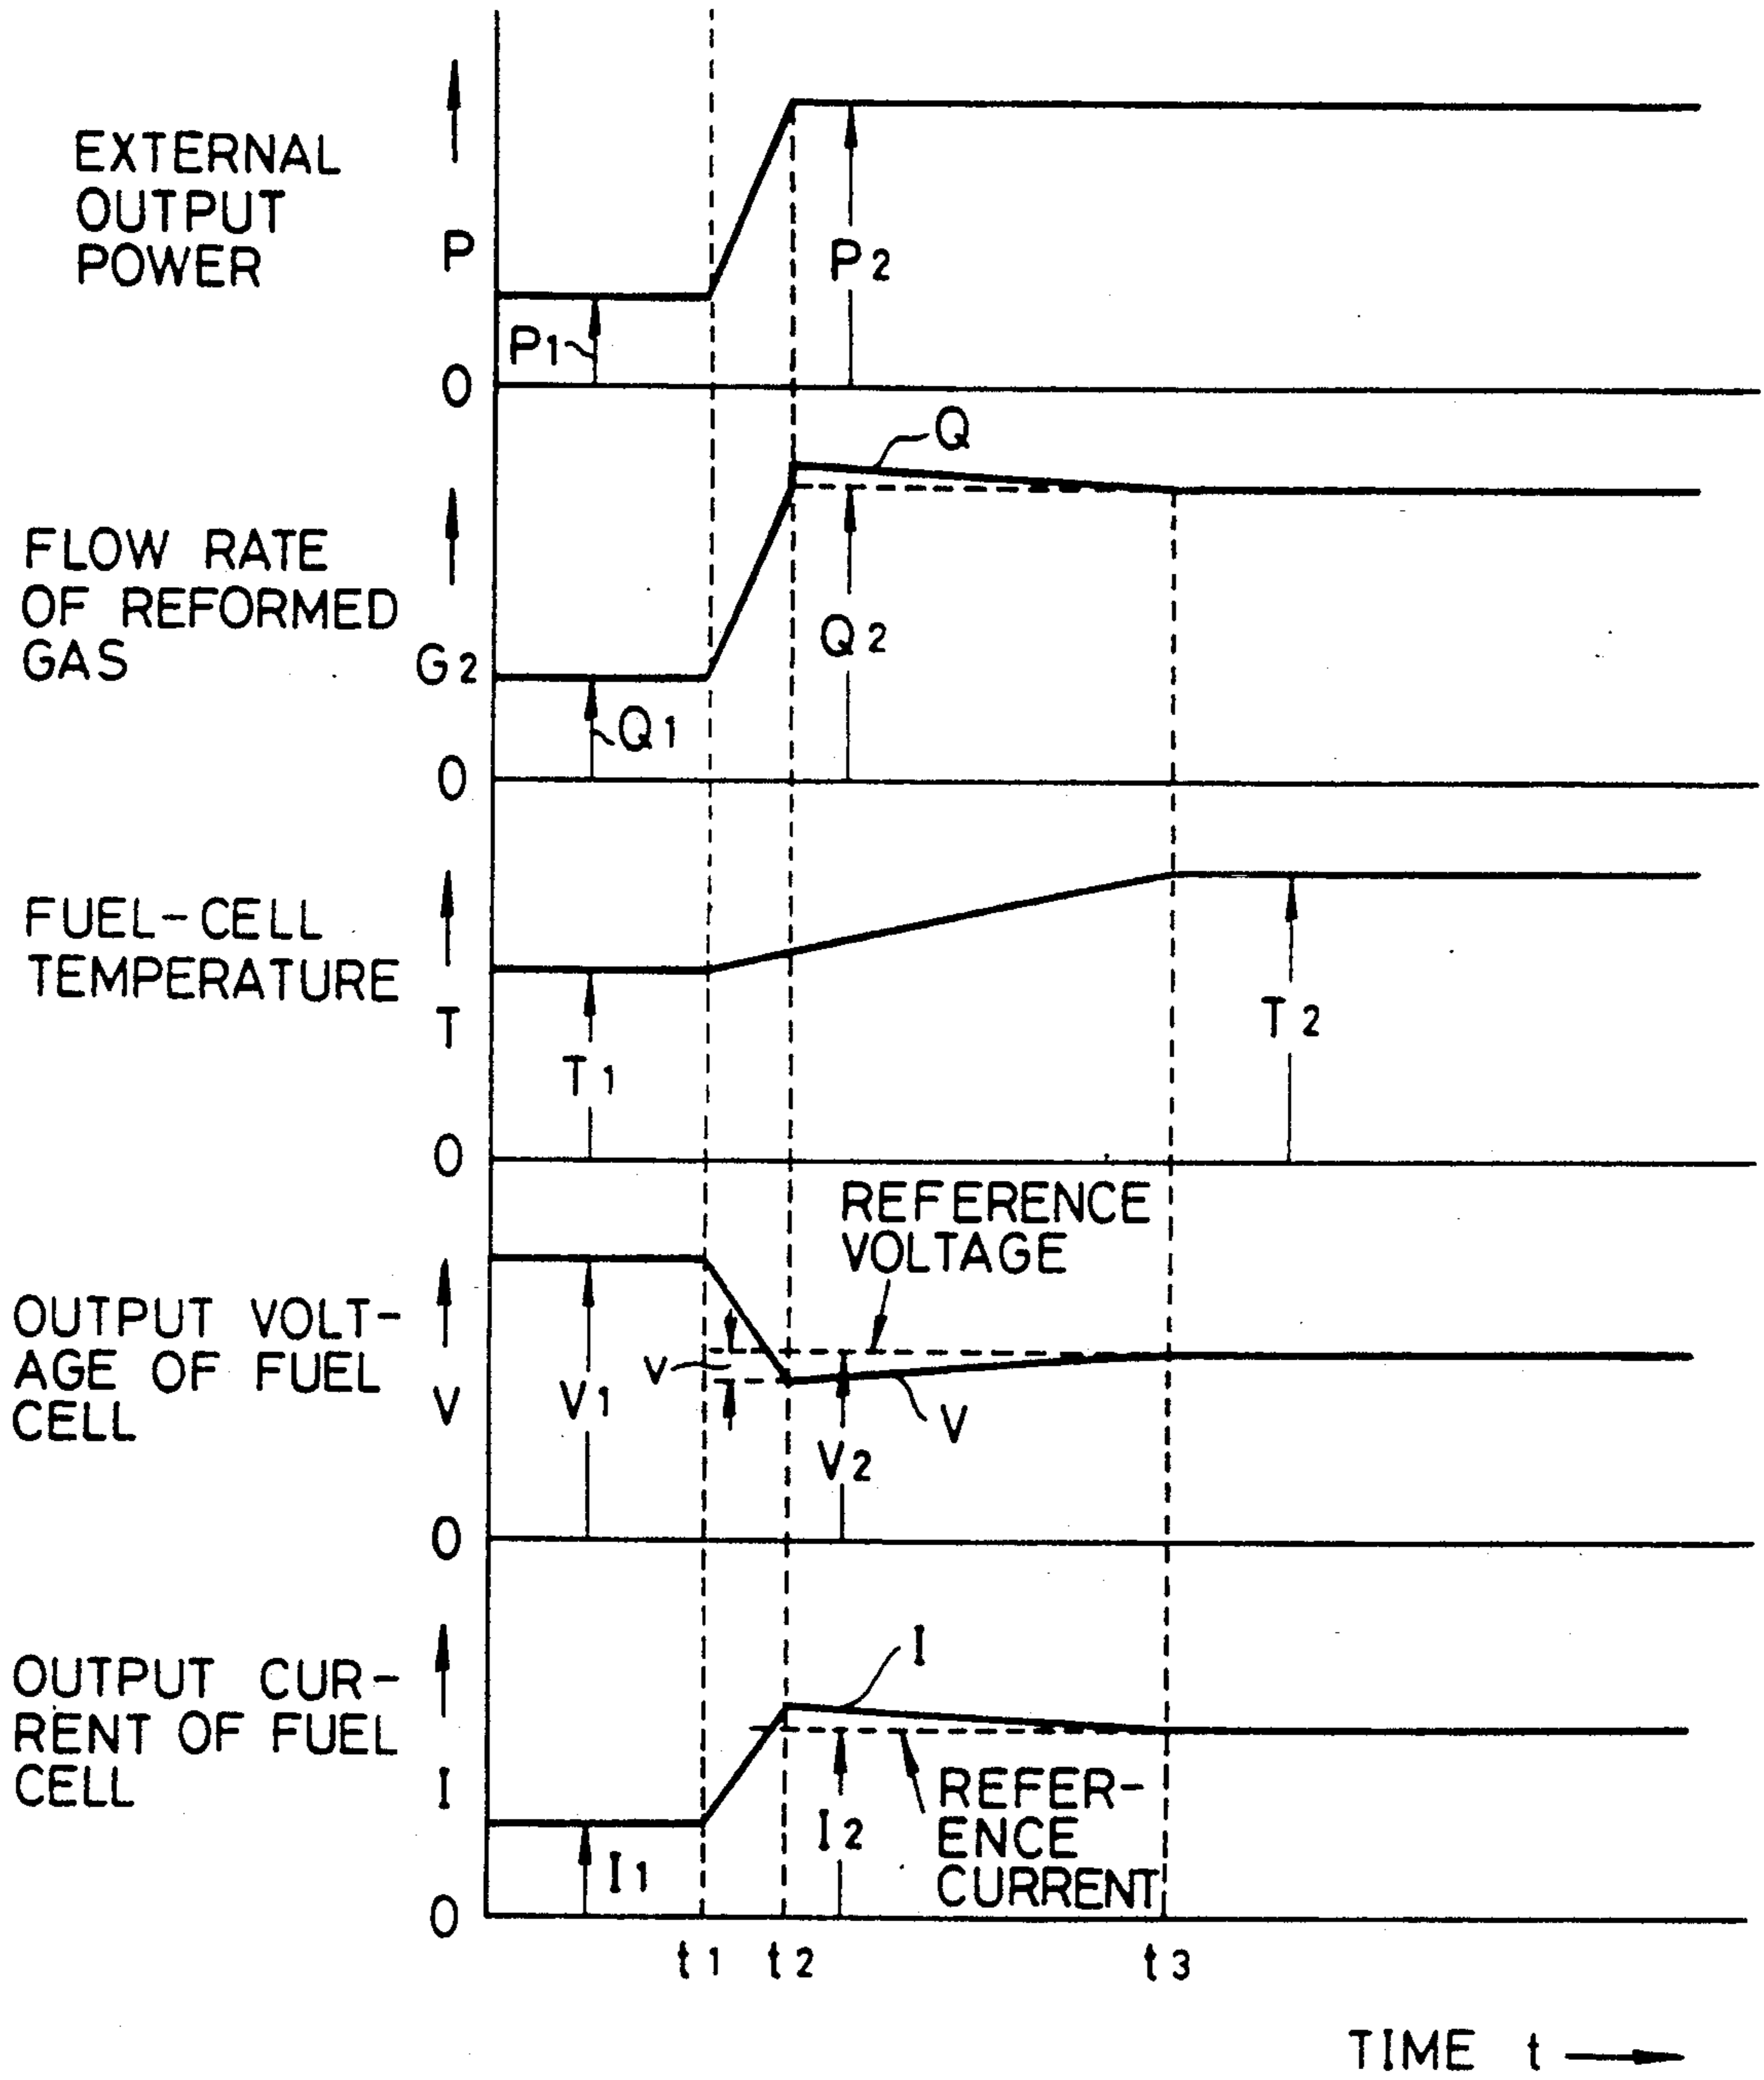 EXTERNAL
OUTPUT
POWER
P
P1
P2
0
Q
FLOW RATE
OF REFORMED
GAS
G2
Q1
Q2
0
FUEL-CELL
TEMPERATURE
T
T1
T2
0
REFERENCE
VOLTAGE
OUTPUT VOLT-
AGE OF FUEL
CELL
V
V1
v
V2
V
0
OUTPUT CUR-
RENT OF FUEL
CELL
I
I
I1
I2
REFER-
ENCE
CURRENT
0
t1 t2 t3
TIME t